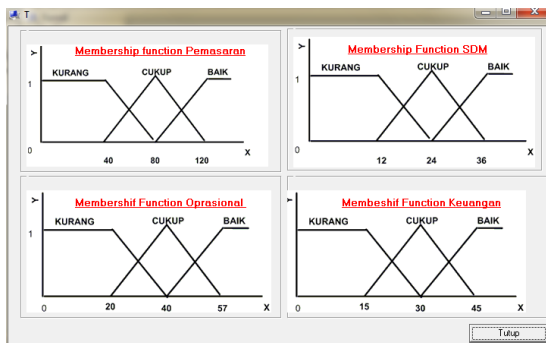 T
Membership function Pemasaran
Y
KURANG CUKUP BAIK
1
0
40 80 120 X
Membership Function SDM
Y
KURANG CUKUP BAIK
1
0
12 24 36 X
Membershif Function Oprasional
Y
KURANG CUKUP BAIK
1
0 20 40 57 X
Membeshif Function Keuangan
Y
KURANG CUKUP BAIK
1
0 15 30 45 X
Tutup